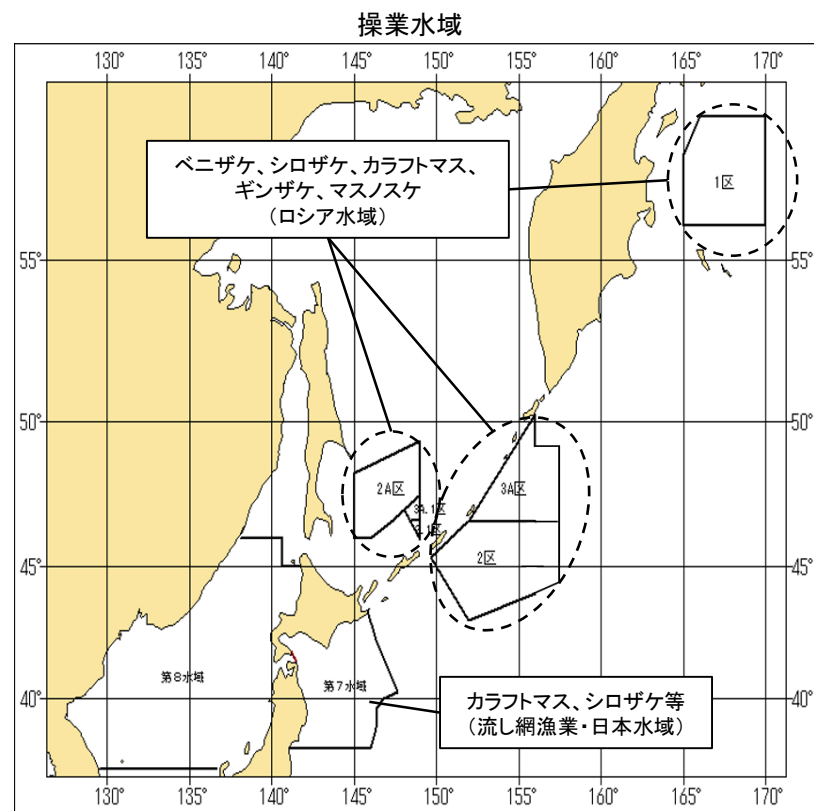 操業水域
130° 135° 140° 145° 150° 155° 160° 165° 170°
ベニザケ、シロザケ、カラフトマス、
ギンザケ、マスノスケ
(ロシア水域)
1区
55° 55°
50° 50°
2A区
3A区
3A.1区
2区
45° 45°
第8水域
第7水域
カラフトマス、シロザケ等
(流し網漁業・日本水域)
40° 40°
130° 135° 140° 145° 150° 155° 160° 165° 170°